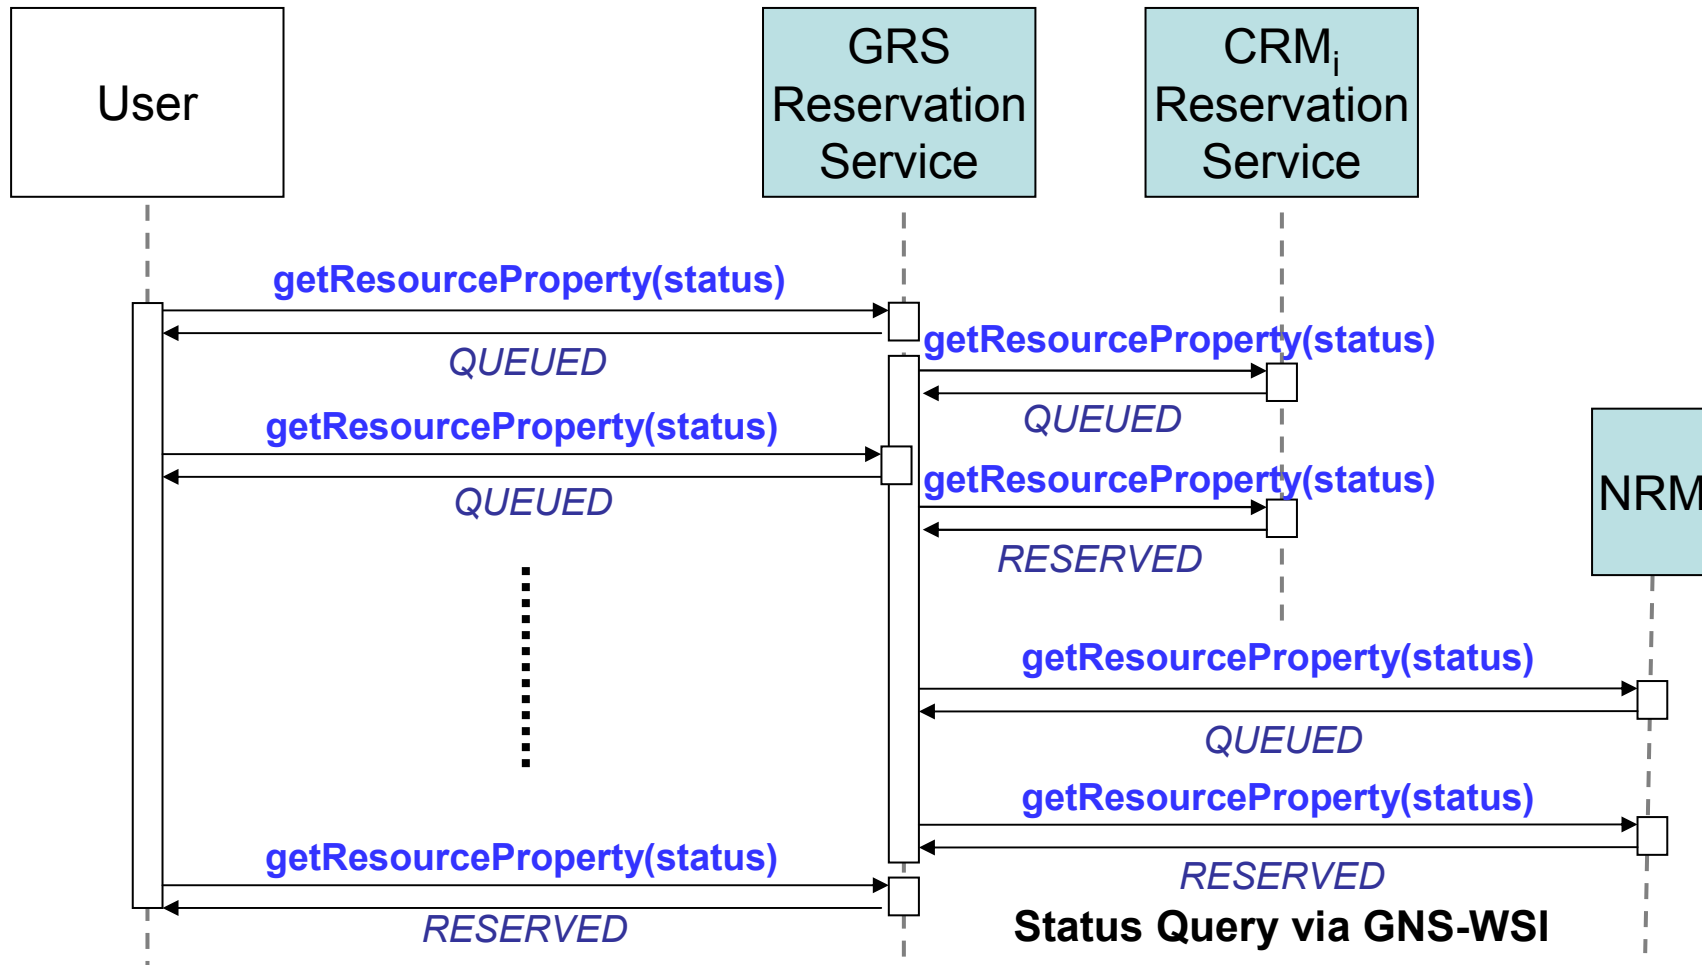 User
GRS
Reservation
Service
CRMi
Reservation
Service
getResourceProperty(status)
QUEUED
getResourceProperty(status)
QUEUED
getResourceProperty(status)
QUEUED
getResourceProperty(status)
RESERVED
NRM
getResourceProperty(status)
QUEUED
getResourceProperty(status)
RESERVED
getResourceProperty(status)
RESERVED
Status Query via GNS-WSI